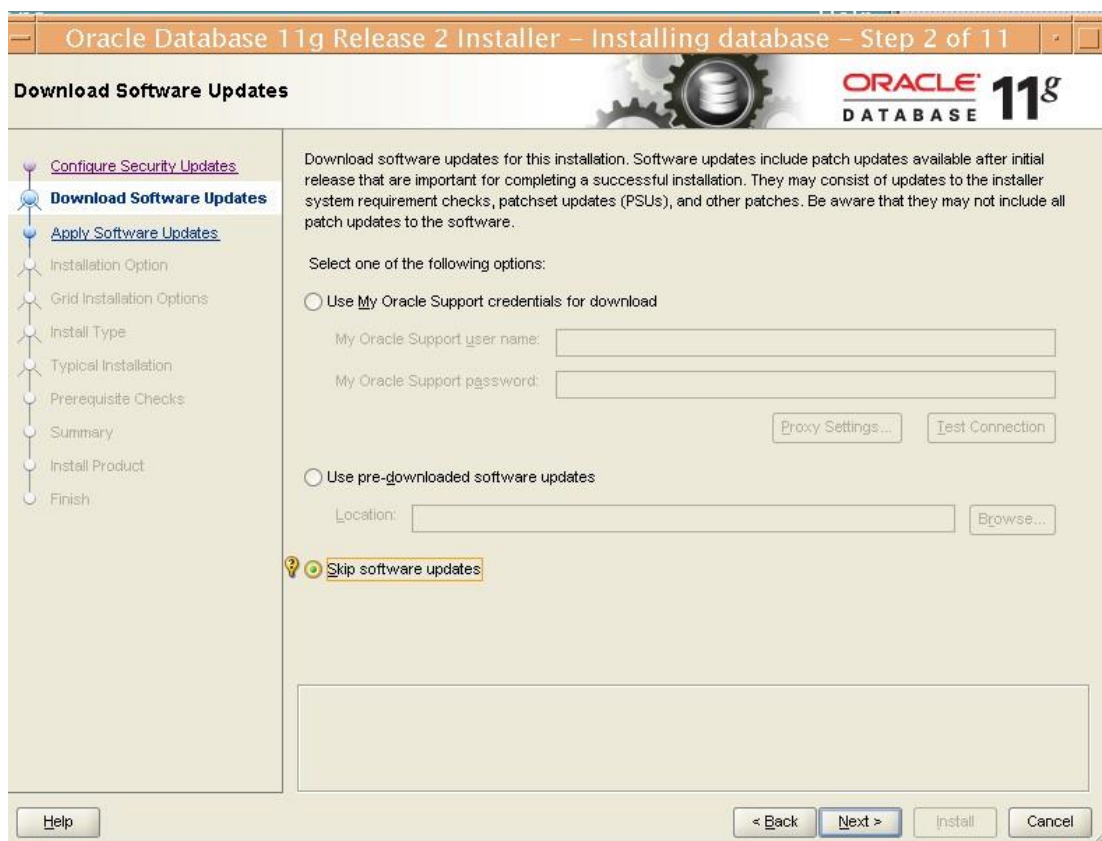 Oracle Database 11g Release 2 Installer – Installing database – Step 2 of 11
Download Software Updates
ORACLE
DATABASE
11g
Configure Security Updates
Download Software Updates
Apply Software Updates
Installation Option
Grid Installation Options
Install Type
Typical Installation
Prerequisite Checks
Summary
Install Product
Finish
Download software updates for this installation. Software updates include patch updates available after initial
release that are important for completing a successful installation. They may consist of updates to the installer
system requirement checks, patchset updates (PSUs), and other patches. Be aware that they may not include all
patch updates to the software.
Select one of the following options:
Use My Oracle Support credentials for download
My Oracle Support user name:
My Oracle Support password:
Proxy Settings...
Test Connection
Use pre-downloaded software updates
Location:
Browse...
Skip software updates
Help
< Back
Next >
Install
Cancel